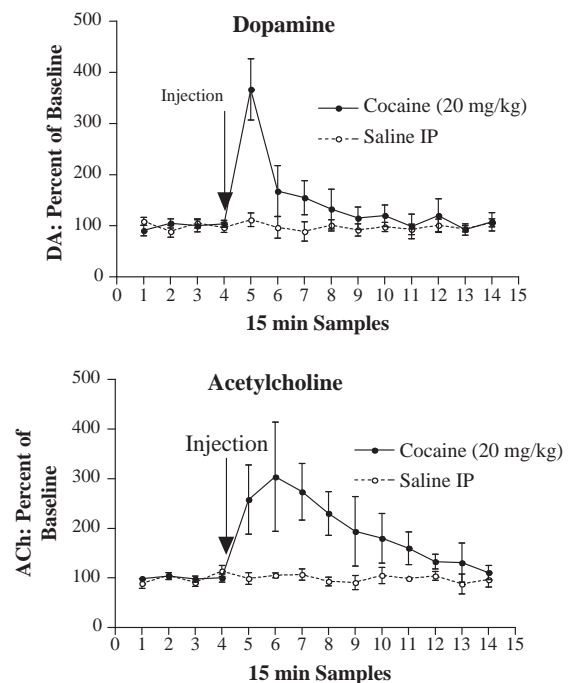 Dopamine
500
400
300
200
100
0
DA: Percent of Baseline
Injection
Cocaine (20 mg/kg)
Saline IP
0 1 2 3 4 5 6 7 8 9 10 11 12 13 14 15
15 min Samples
Acetylcholine
500
400
300
200
100
0
ACh: Percent of
Baseline
Injection
Cocaine (20 mg/kg)
Saline IP
0 1 2 3 4 5 6 7 8 9 10 11 12 13 14 15
15 min Samples